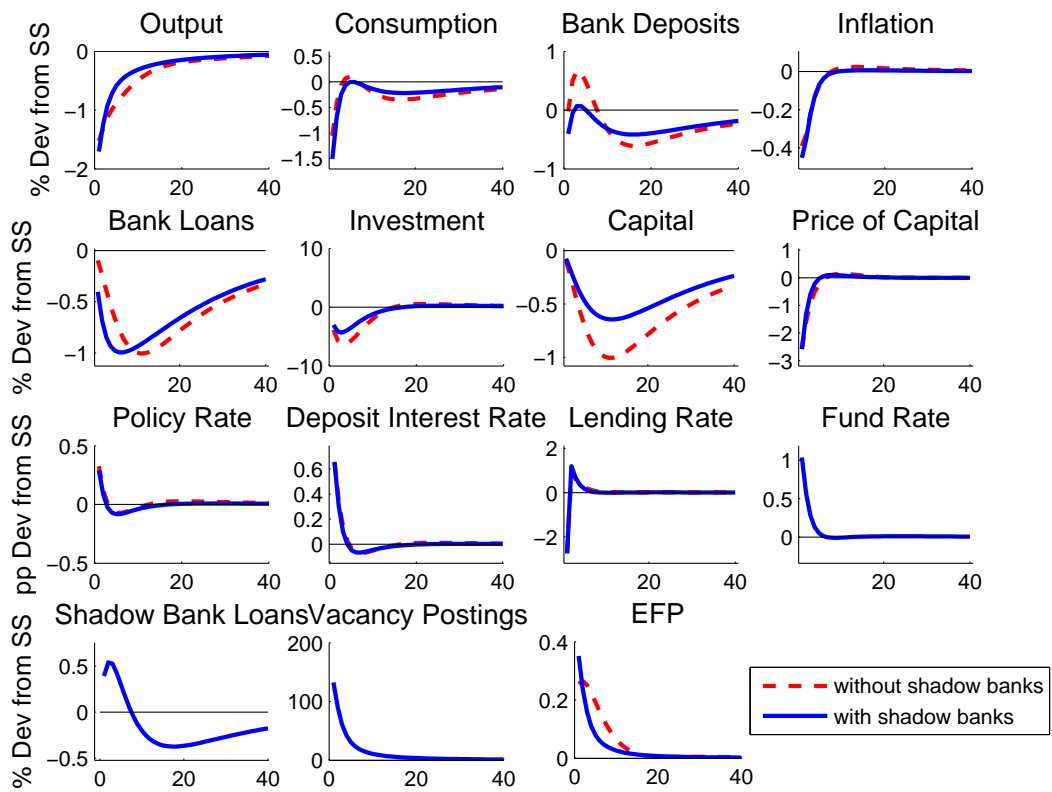 Output Consumption Bank Deposits Inflation
% Dev from SS
0 −1 −2
0 20 40
0.5 0 −0.5 −1 −1.5
20 40
1 0 −1
0 20 40
0 −0.2 −0.4
20 40
Bank Loans Investment Capital Price of Capital
% Dev from SS
0 −0.5 −1
20 40
10 0 −10
20 40
0 −0.5 −1
20 40
1 0 −1 −2 −3
20 40
Policy Rate Deposit Interest Rate Lending Rate Fund Rate
pp Dev from SS
0.5 0 −0.5
0 20 40
0.6 0.4 0.2 0
20 40
2 0 −2
20 40
1 0.5 0
20 40
Shadow Bank Loans Vacancy Postings EFP
% Dev from SS
0.5 0 −0.5
0 20 40
200 100 0
20 40
0.4 0.2 0
0 20 40
without shadow banks
with shadow banks